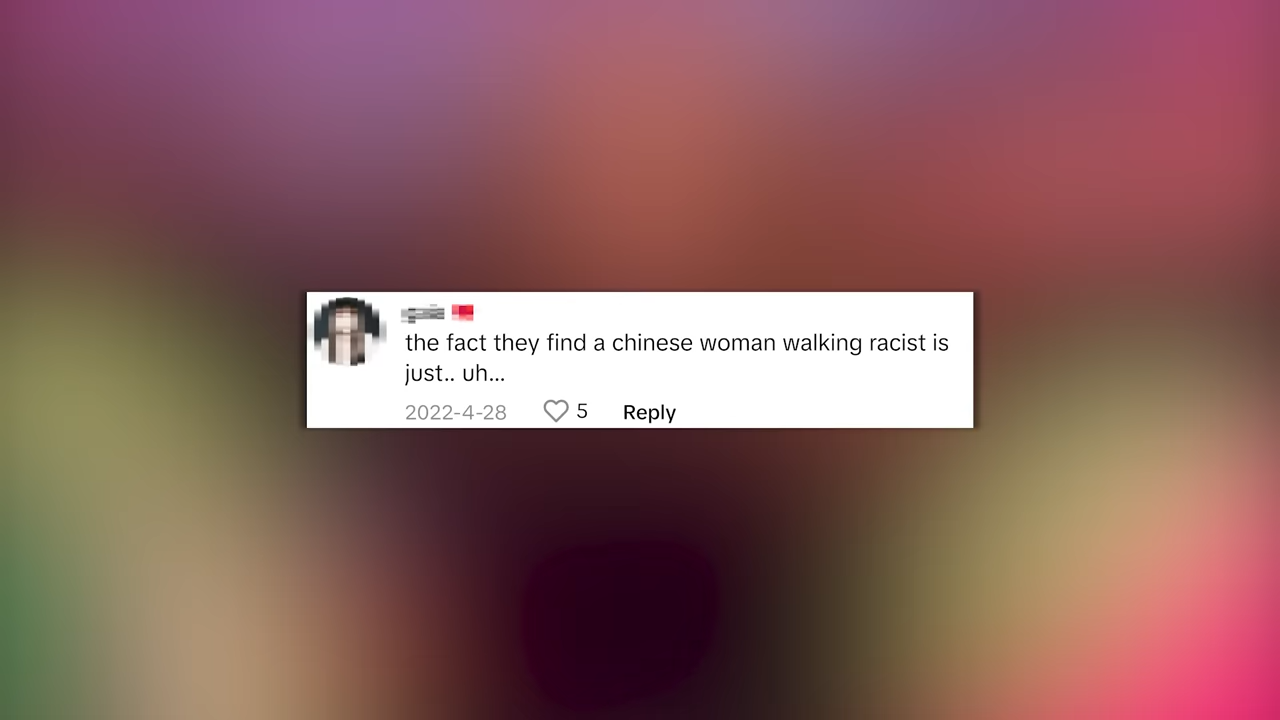 the fact they find a chinese woman walking racist is
just.. uh...
2022-4-28 5 Reply